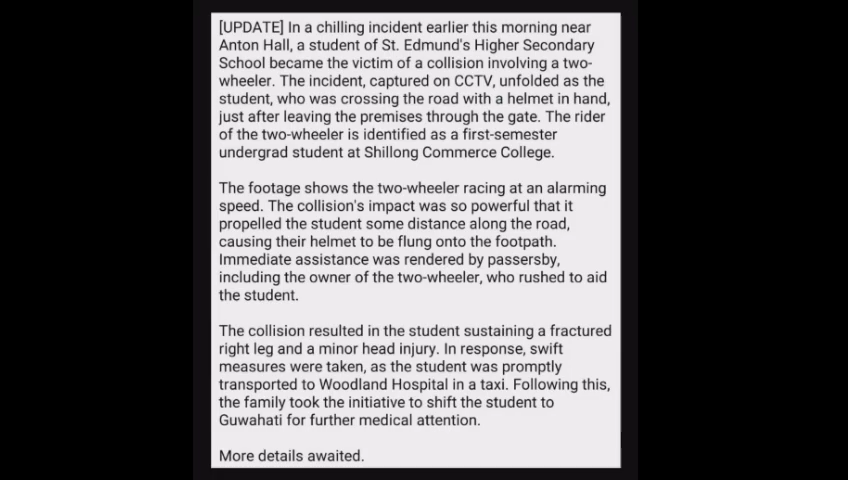 [UPDATE] In a chilling incident earlier this morning near
Anton Hall, a student of St. Edmund's Higher Secondary
School became the victim of a collision involving a two-
wheeler. The incident, captured on CCTV, unfolded as the
student, who was crossing the road with a helmet in hand,
just after leaving the premises through the gate. The rider
of the two-wheeler is identified as a first-semester
undergrad student at Shillong Commerce College.
The footage shows the two-wheeler racing at an alarming
speed. The collision's impact was so powerful that it
propelled the student some distance along the road,
causing their helmet to be flung onto the footpath.
Immediate assistance was rendered by passersby,
including the owner of the two-wheeler, who rushed to aid
the student.
The collision resulted in the student sustaining a fractured
right leg and a minor head injury. In response, swift
measures were taken, as the student was promptly
transported to Woodland Hospital in a taxi. Following this,
the family took the initiative to shift the student to
Guwahati for further medical attention.
More details awaited.